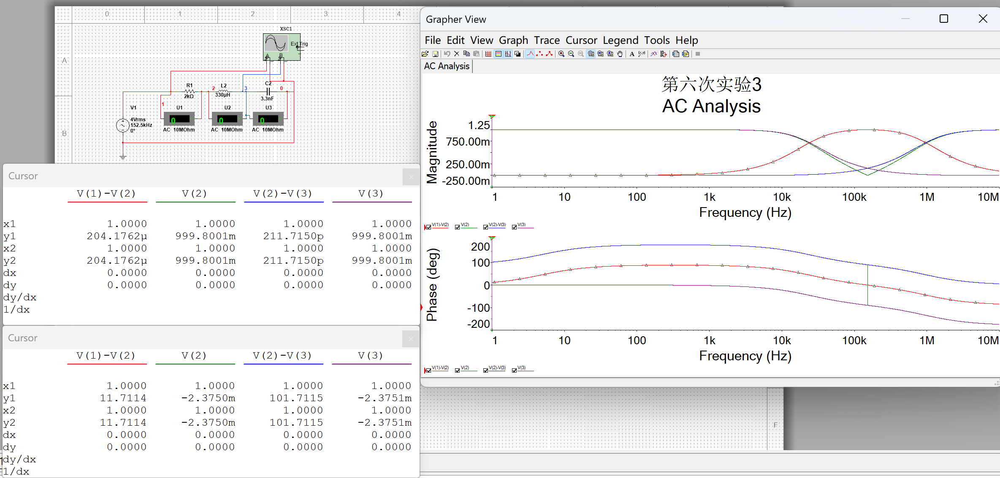 0 1 2 3 4
A
B
F
XSC1
Ext Trig
A B
R1
2kΩ
2
L2
330μH
3
C2
3.3nF
0
1
V1
4Vrms
152.5kHz
0°
U1
0
AC 10MOhm
U2
0
AC 10MOhm
U3
0
AC 10MOhm
Grapher View
File Edit View Graph Trace Cursor Legend Tools Help
AC Analysis
第六次实验3
AC Analysis
Magnitude
1.25
750.00m
250.00m
-250.00m
1 10 100 1k 10k 100k 1M 10M
Frequency (Hz)
V(1)-V(2) V(2) V(2)-V(3) V(3)
Phase (deg)
200
100
0
-100
-200
1 10 100 1k 10k 100k 1M 10M
Frequency (Hz)
V(1)-V(2) V(2) V(2)-V(3) V(3)
Cursor
V(1)-V(2) V(2) V(2)-V(3) V(3)
x1 1.0000 1.0000 1.0000 1.0000
y1 204.1762μ 999.8001m 211.7150p 999.8001m
x2 1.0000 1.0000 1.0000 1.0000
y2 204.1762μ 999.8001m 211.7150p 999.8001m
dx 0.0000 0.0000 0.0000 0.0000
dy 0.0000 0.0000 0.0000 0.0000
dy/dx
1/dx
Cursor
V(1)-V(2) V(2) V(2)-V(3) V(3)
x1 1.0000 1.0000 1.0000 1.0000
y1 11.7114 -2.3750m 101.7115 -2.3751m
x2 1.0000 1.0000 1.0000 1.0000
y2 11.7114 -2.3750m 101.7115 -2.3751m
dx 0.0000 0.0000 0.0000 0.0000
dy 0.0000 0.0000 0.0000 0.0000
dy/dx
1/dx